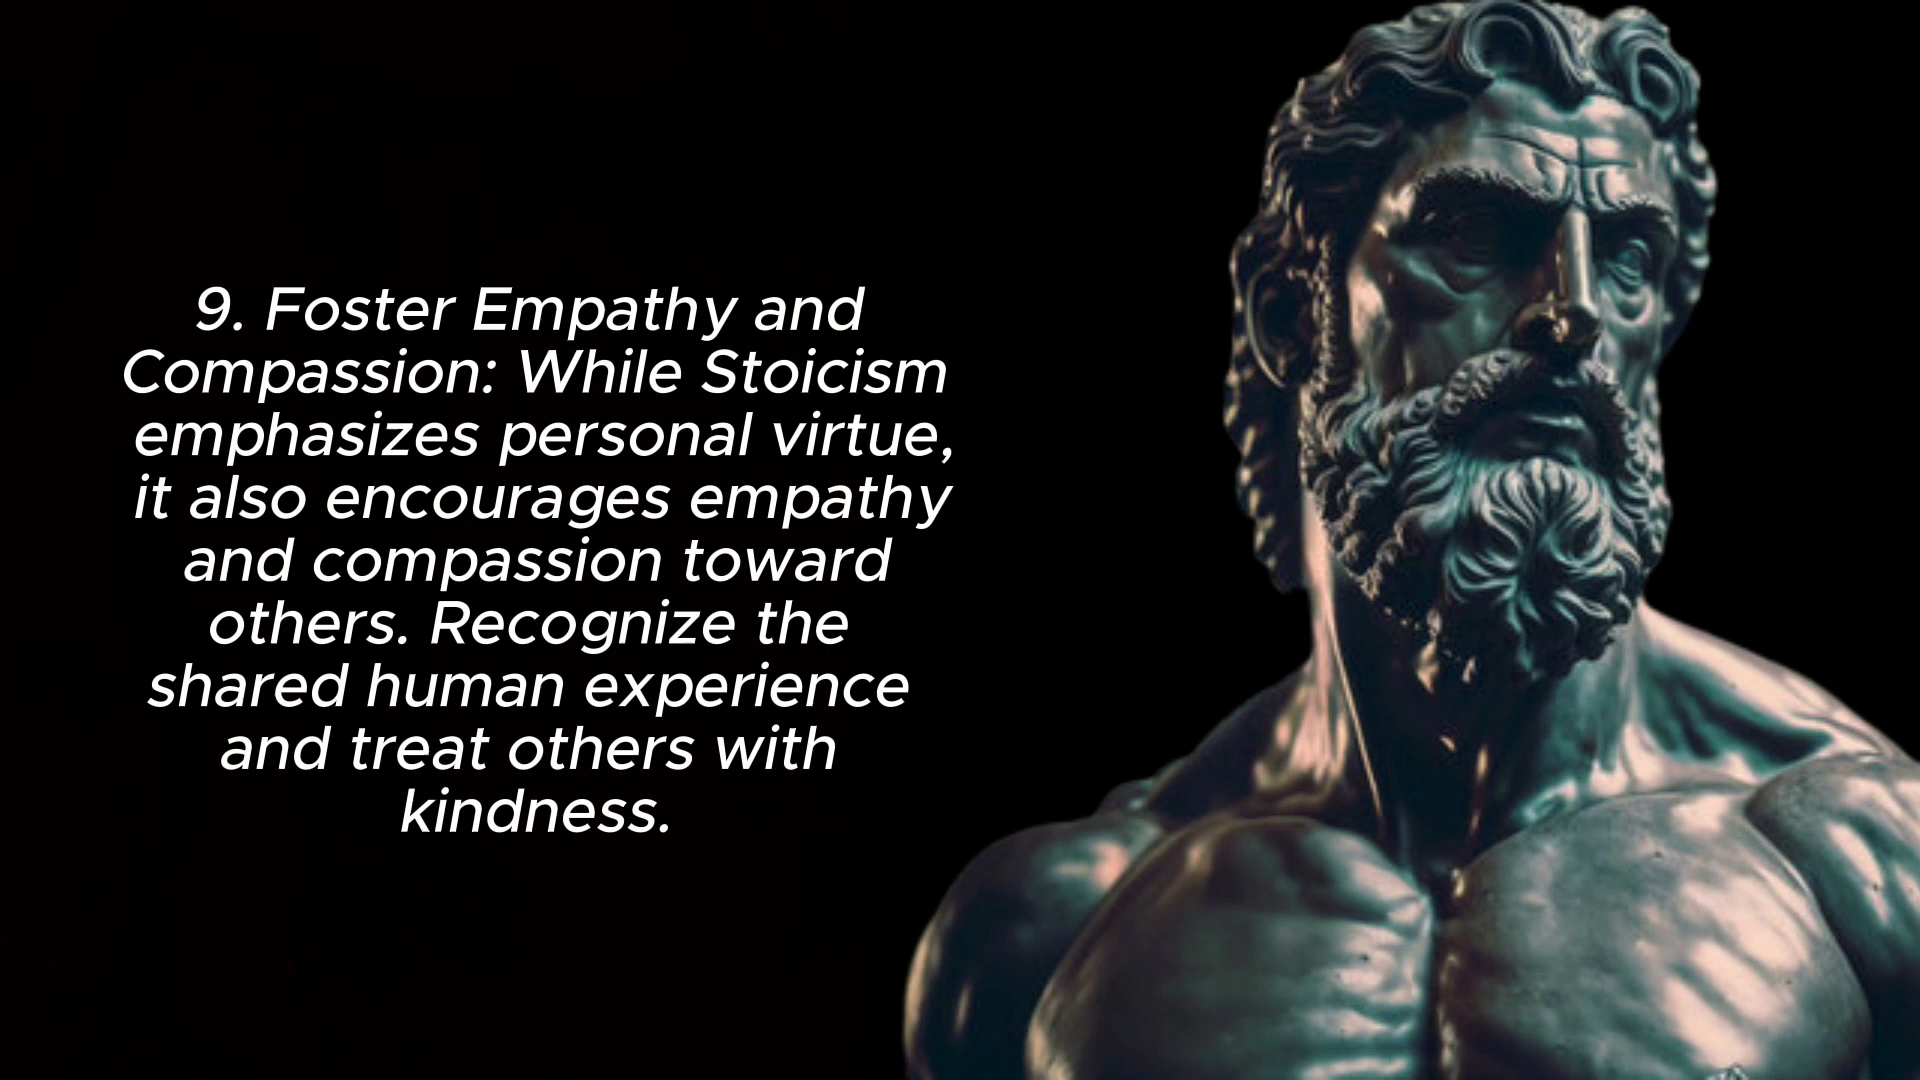 9. Foster Empathy and
Compassion: While Stoicism
emphasizes personal virtue,
it also encourages empathy
and compassion toward
others. Recognize the
shared human experience
and treat others with
kindness.